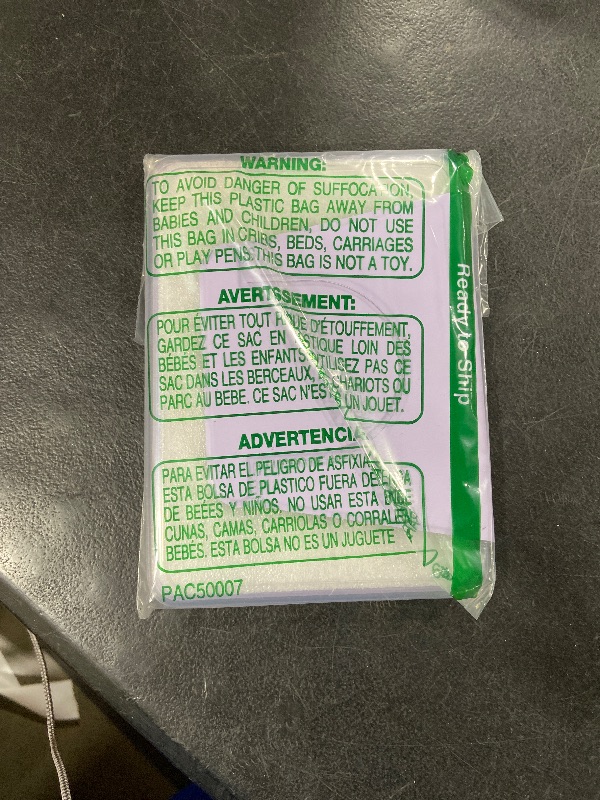 WARNING:
TO AVOID DANGER OF SUFFOCATION,
KEEP THIS PLASTIC BAG AWAY FROM
BABIES AND CHILDREN, DO NOT USE
THIS BAG IN CRIBS, BEDS, CARRIAGES
OR PLAY PENS. THIS BAG IS NOT A TOY.
AVERTISSEMENT:
POUR ÉVITER TOUT D'ÉTOUFFEMENT,
GARDEZ CE SAC EN LOIN DES
BÉBÉS ET LES ENFANTS PAS CE
SAC DANS LES BERCEAUX, CHARIOTS OU
PARC AU BEBE. CE SAC N'EST UN JOUET.
ADVERTENCIA
PARA EVITAR EL PELIGRO DE ASFIXIA
ESTA BOLSA DE PLASTICO FUERA DE
DE BEBES Y NIÑOS, NO USAR ESTA
CUNAS, CAMAS, CARRIOLAS O CORRALES
BEBÉS, ESTA BOLSA NO ES UN JUGUETE
PAC50007
Ready to Ship